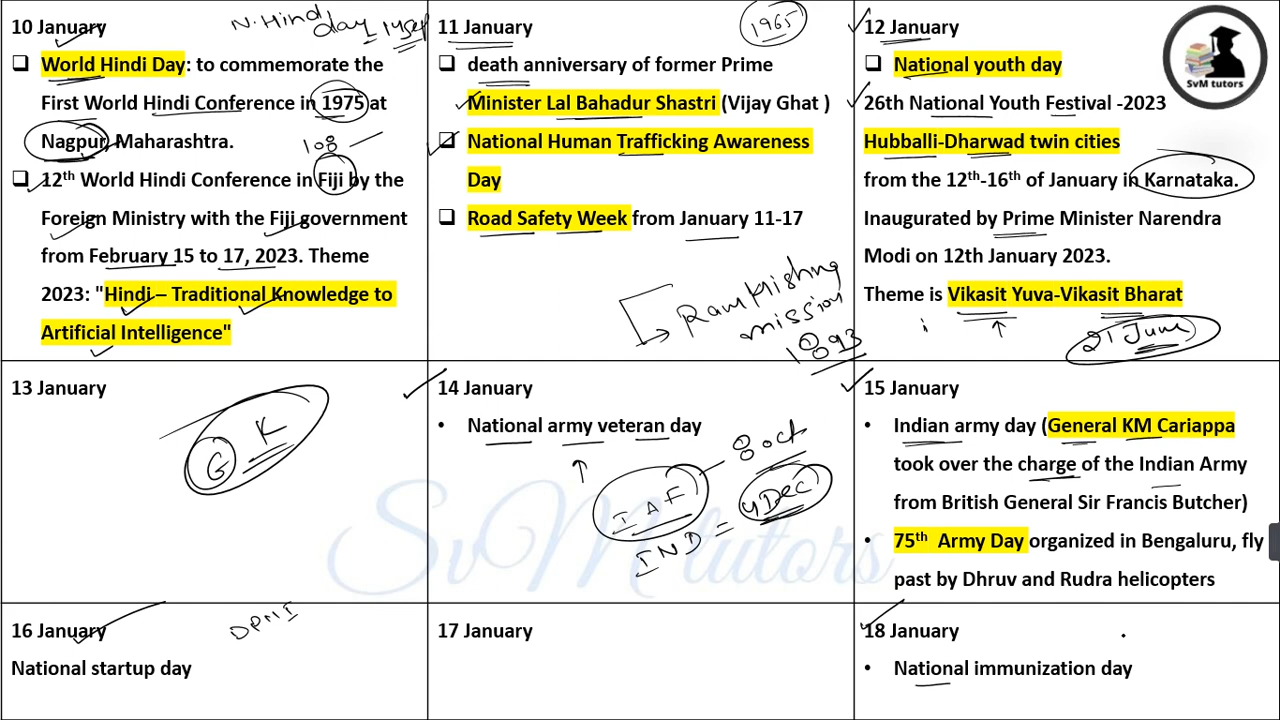 10 January
N. Hindi
day 14 Sep
❑ World Hindi Day: to commemorate the
First World Hindi Conference in 1975 at
Nagpur, Maharashtra.
108
❑ 12th World Hindi Conference in Fiji by the
Foreign Ministry with the Fiji government
from February 15 to 17, 2023. Theme
2023: "Hindi – Traditional Knowledge to
Artificial Intelligence"
11 January
1965
❑ death anniversary of former Prime
Minister Lal Bahadur Shastri (Vijay Ghat )
❑ National Human Trafficking Awareness
Day
❑ Road Safety Week from January 11-17
Ramkrishna
mission
1893
12 January
SvM tutors
❑ National youth day
26th National Youth Festival -2023
Hubballi-Dharwad twin cities
from the 12th-16th of January in Karnataka.
Inaugurated by Prime Minister Narendra
Modi on 12th January 2023.
Theme is Vikasit Yuva-Vikasit Bharat
21 June
13 January
G K
14 January
• National army veteran day
IAF – 8 oct
IND = 4 Dec
SvM tutors
15 January
• Indian army day (General KM Cariappa
took over the charge of the Indian Army
from British General Sir Francis Butcher)
• 75th Army Day organized in Bengaluru, fly
past by Dhruv and Rudra helicopters
16 January
DPNI
National startup day
17 January
18 January
• National immunization day